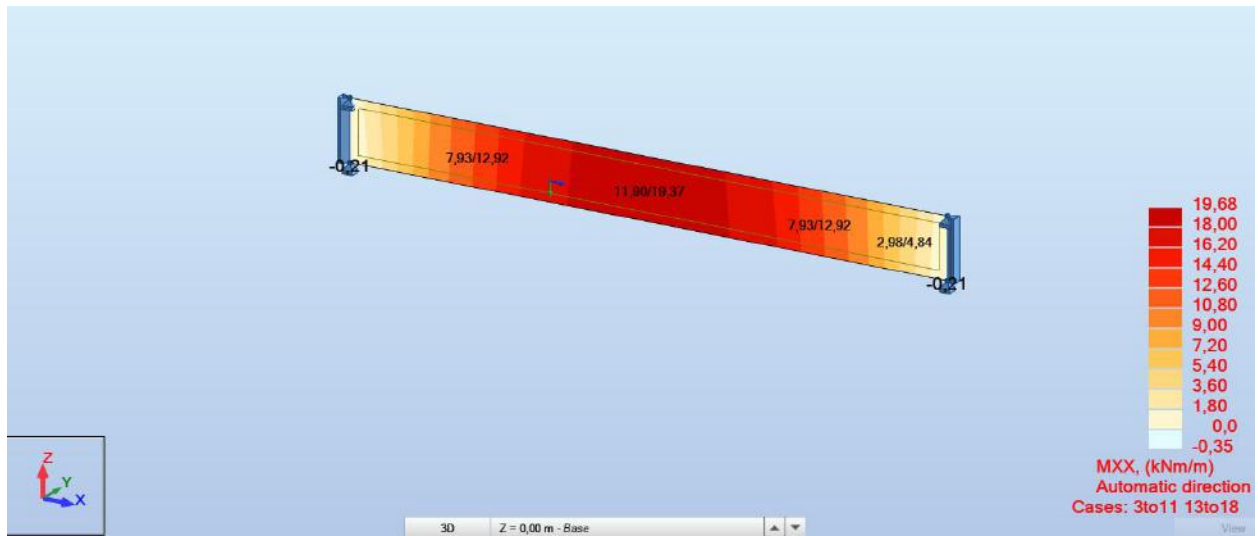 -0,21
7,93/12,92
11,90/19,37
7,93/12,92
2,98/4,84
-0,21
19,68
18,00
16,20
14,40
12,60
10,80
9,00
7,20
5,40
3,60
1,80
0,0
-0,35
MXX, (kNm/m)
Automatic direction
Cases: 3to11 13to18
Z
Y
X
3D
Z = 0,00 m - Base
View